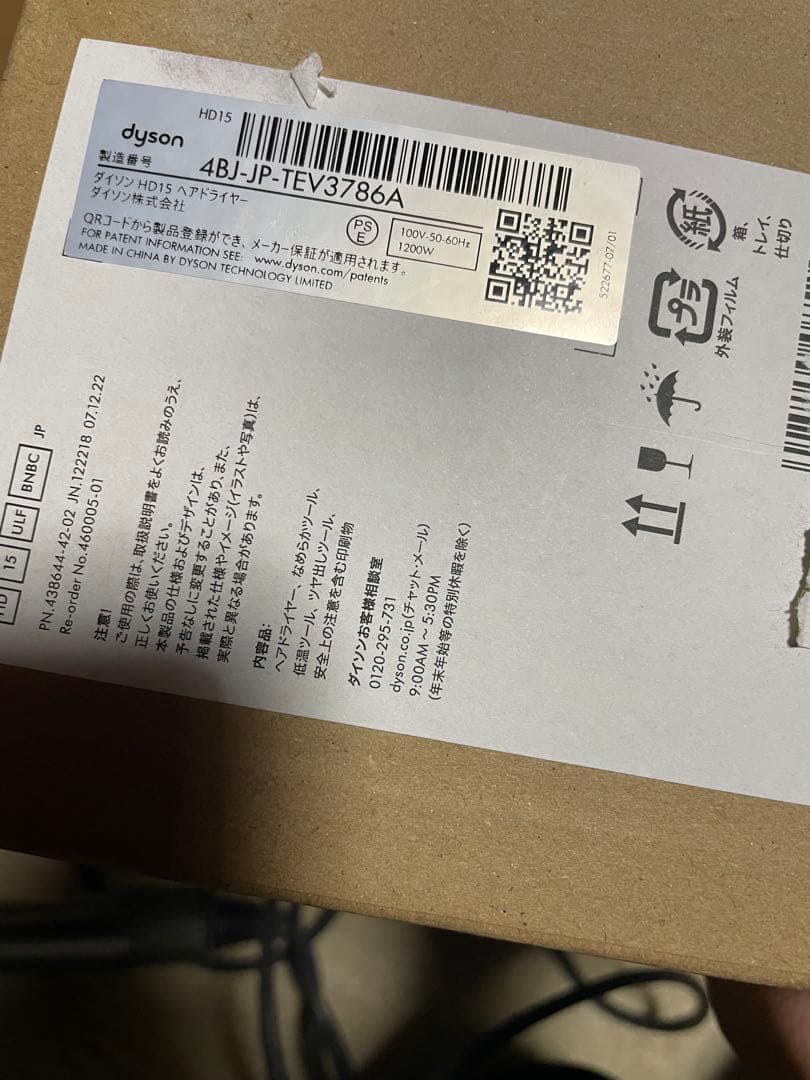 HD15
dyson
製造番号
4BJ-JP-TEV3786A
ダイソン HD15 ヘアドライヤー
ダイソン株式会社
PS
E
100V-50-60Hz
1200W
QRコードから製品登録ができ、メーカー保証が適用されます。
FOR PATENT INFORMATION SEE: www.dyson.com/patents
MADE IN CHINA BY DYSON TECHNOLOGY LIMITED
522677-07/01
紙
箱、
トレイ、
仕切り
プラ
外装フィルム
HD 15 ULF BNBC JP
PN.438644-42-02 JN.122218 07.12.22
Re-order No.460005-01
注意!
ご使用の際は、取扱説明書をよくお読みのうえ、
正しくお使いください。
本製品の仕様およびデザインは、
予告なしに変更することがあり、また、
掲載された仕様やイメージ(イラストや写真)は、
実際と異なる場合があります。
内容品:
ヘアドライヤー、なめらかツール、
低温ツール、ツヤ出しツール、
安全上の注意を含む印刷物
ダイソンお客様相談室
0120-295-731
dyson.co.jp(チャット・メール)
9:00AM ~ 5:30PM
(年末年始等の特別休暇を除く)